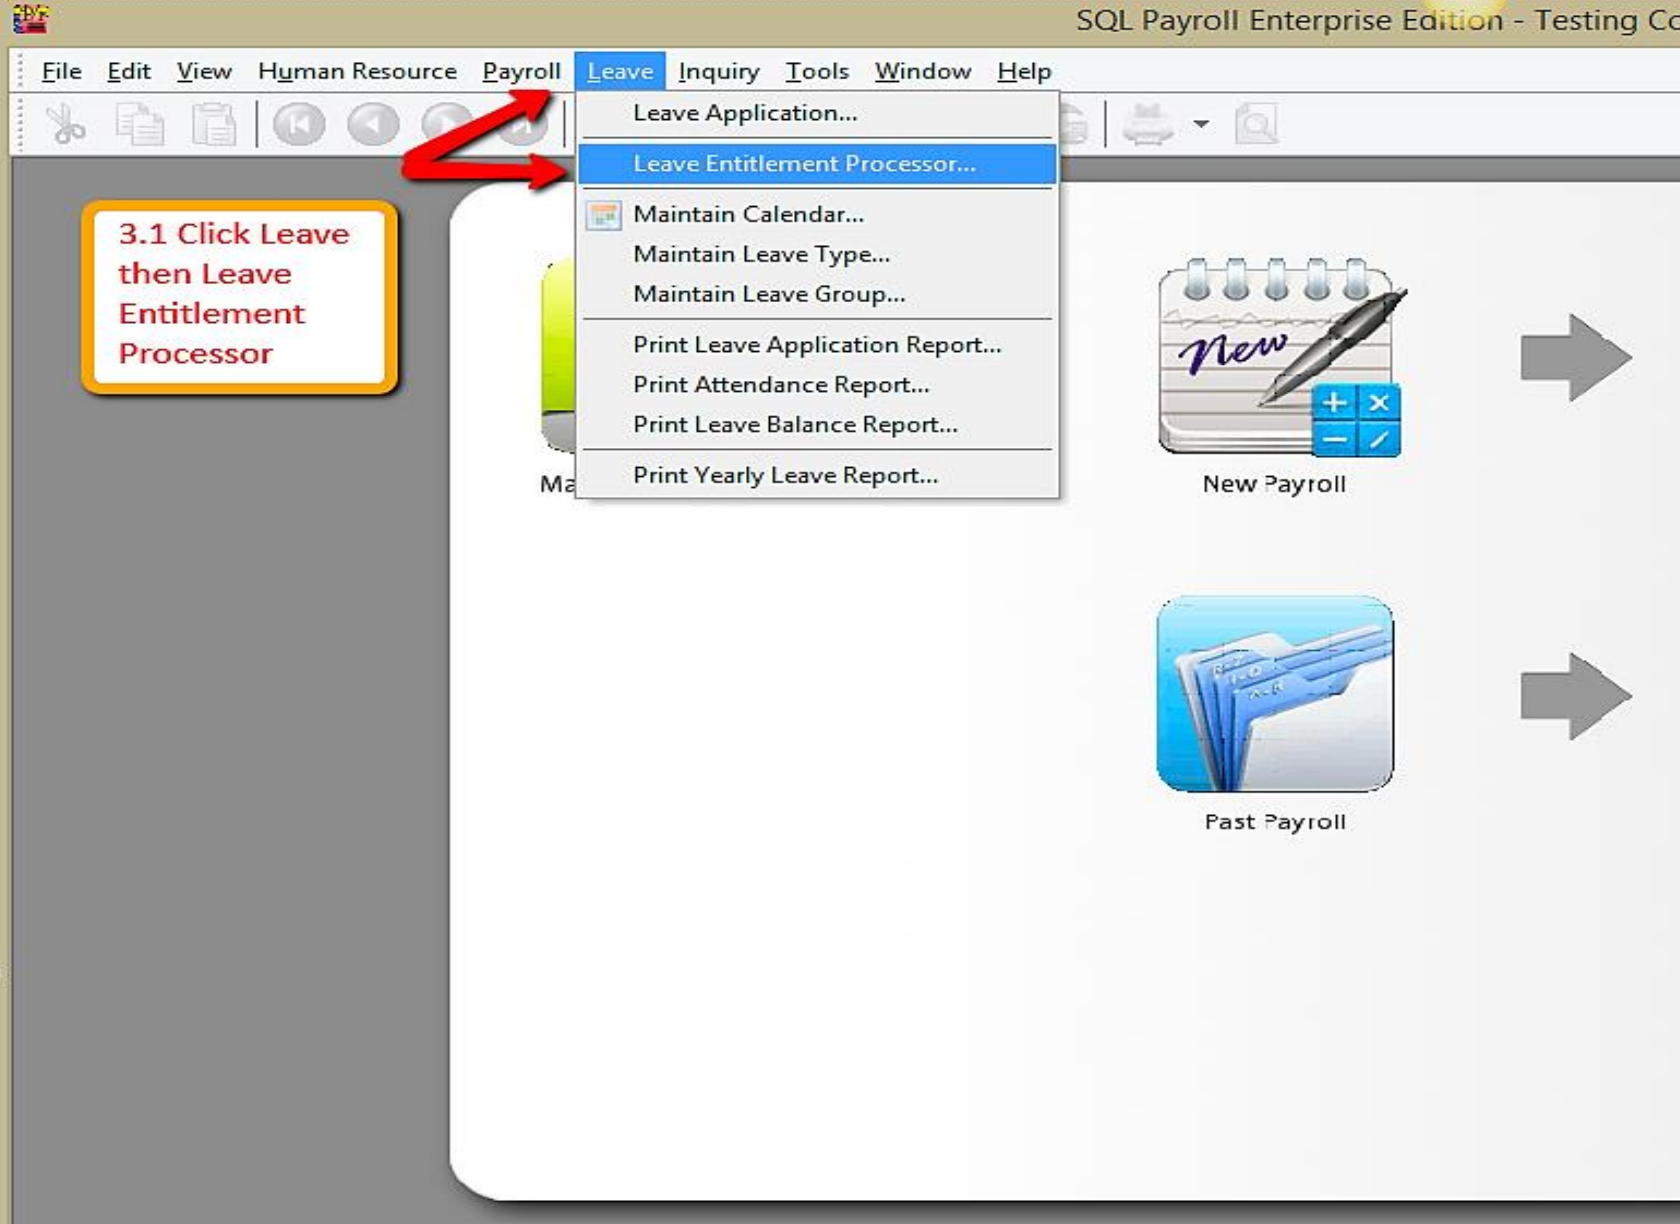 SQL Payroll Enterprise Edition - Testing Co
File Edit View Human Resource Payroll Leave Inquiry Tools Window Help
Leave Application...
Leave Entitlement Processor...
Maintain Calendar...
Maintain Leave Type...
Maintain Leave Group...
Print Leave Application Report...
Print Attendance Report...
Print Leave Balance Report...
Print Yearly Leave Report...
3.1 Click Leave
then Leave
Entitlement
Processor
Ma
New
New Payroll
Past Payroll